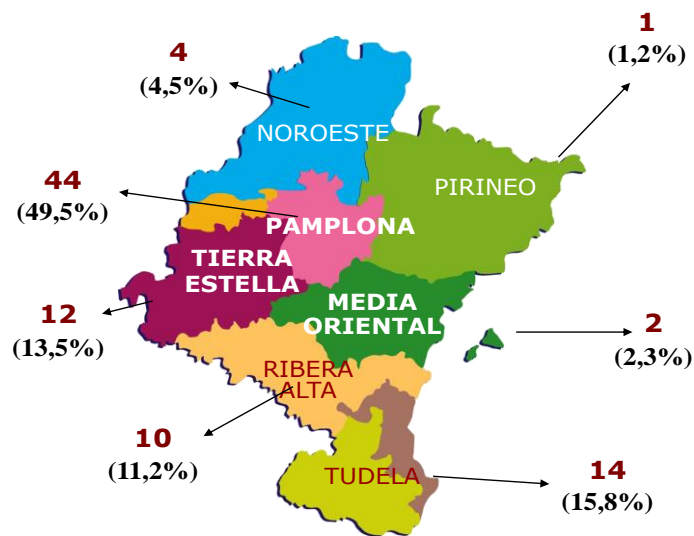 1
(1,2%)
4
(4,5%)
NOROESTE
44
(49,5%)
PIRINEO
PAMPLONA
TIERRA
ESTELLA
MEDIA
ORIENTAL
12
(13,5%)
2
(2,3%)
RIBERA
ALTA
10
(11,2%)
TUDELA
14
(15,8%)